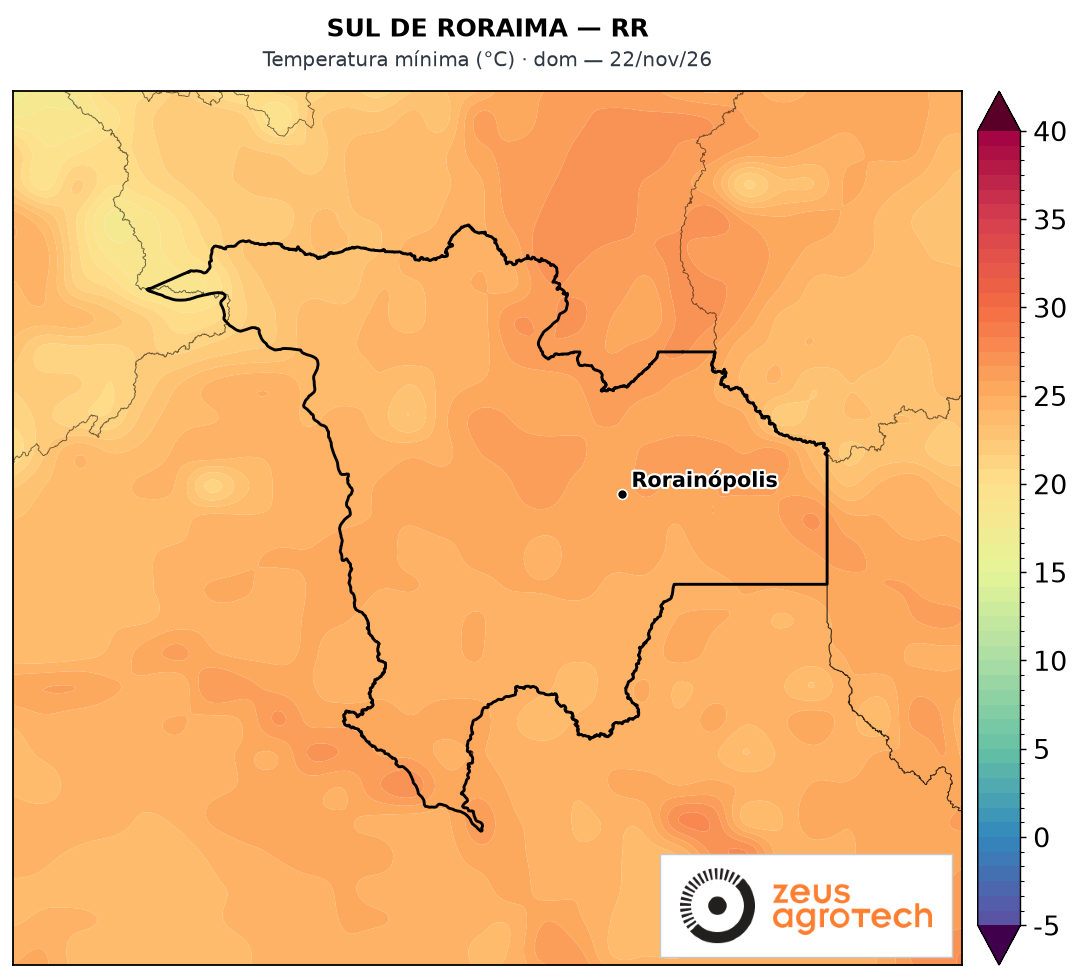 SUL DE RORAIMA — RR
Temperatura mínima (°C) · dom — 22/nov/26
40
35
30
25
20
15
10
5
0
-5
Rorainópolis
zeus
agrotech